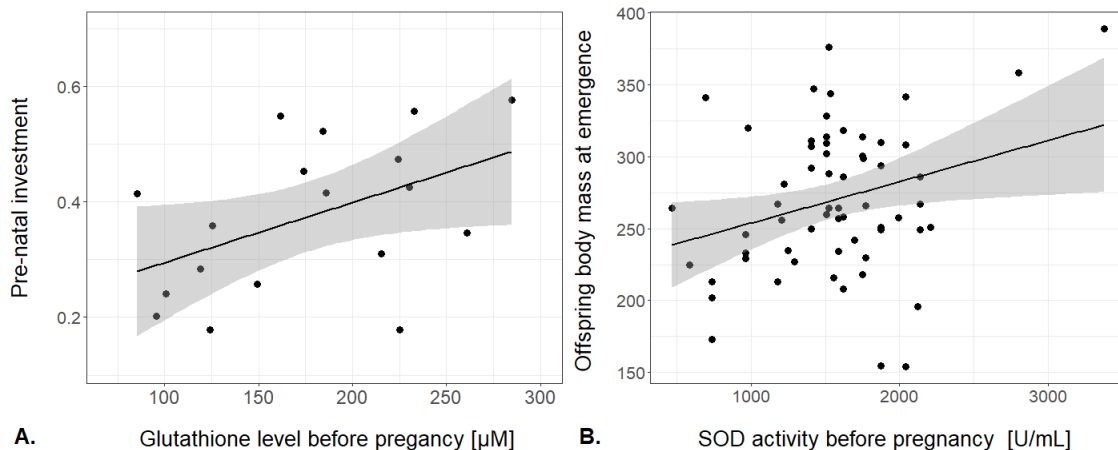 Pre-natal investment
0.6
0.4
0.2
100 150 200 250 300
A. Glutathione level before pregancy [µM]
Offspring body mass at emergence
400
350
300
250
200
150
1000 2000 3000
B. SOD activity before pregnancy [U/mL]